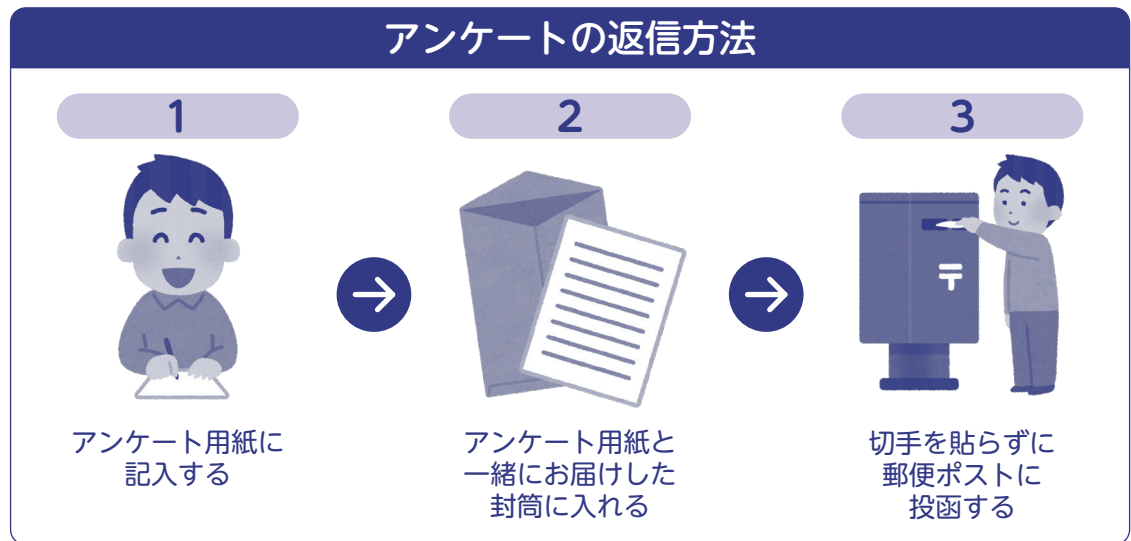 アンケートの返信方法
1
2
3
〒
アンケート用紙に
記入する
アンケート用紙と
一緒にお届けした
封筒に入れる
切手を貼らずに
郵便ポストに
投函する